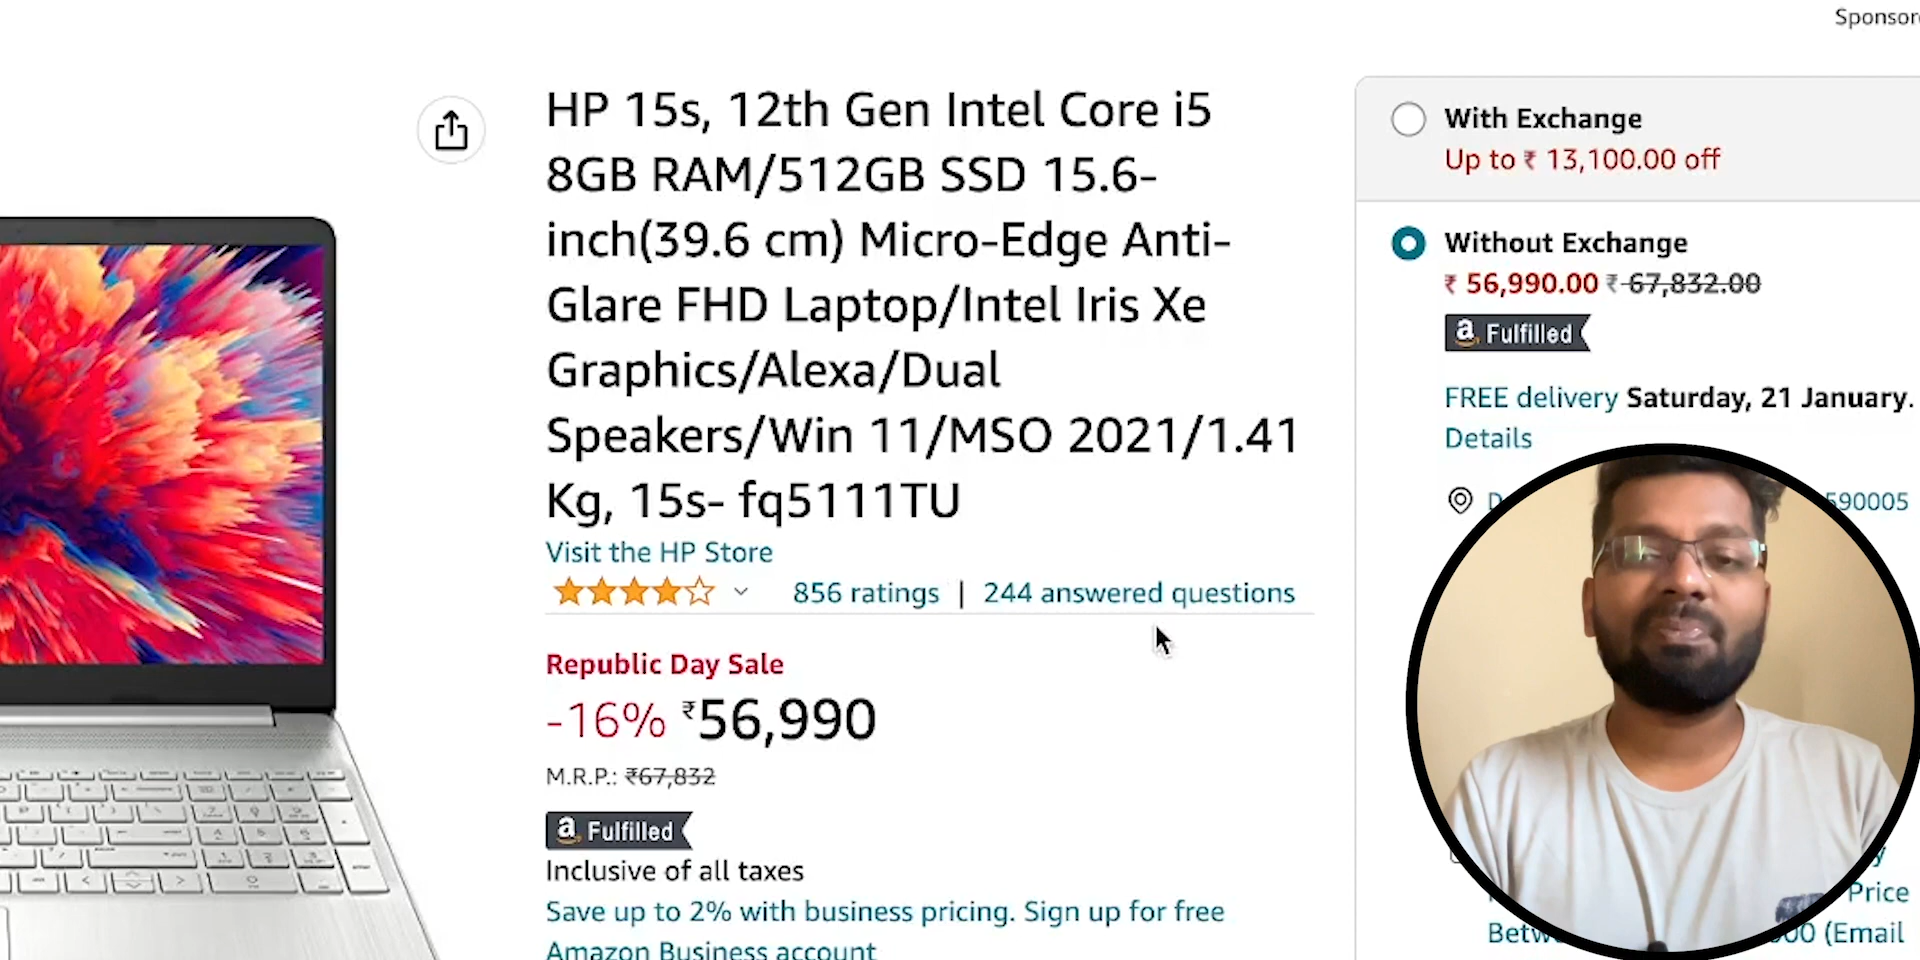 Sponsor
HP 15s, 12th Gen Intel Core i5
8GB RAM/512GB SSD 15.6-
inch(39.6 cm) Micro-Edge Anti-
Glare FHD Laptop/Intel Iris Xe
Graphics/Alexa/Dual
Speakers/Win 11/MSO 2021/1.41
Kg, 15s- fq5111TU
Visit the HP Store
856 ratings | 244 answered questions
Republic Day Sale
-16% ₹56,990
M.R.P.: ₹67,832
a Fulfilled
Inclusive of all taxes
Save up to 2% with business pricing. Sign up for free
Amazon Business account
With Exchange
Up to ₹ 13,100.00 off
Without Exchange
₹ 56,990.00 ₹ 67,832.00
a Fulfilled
FREE delivery Saturday, 21 January.
Details
590005
Price
(Email